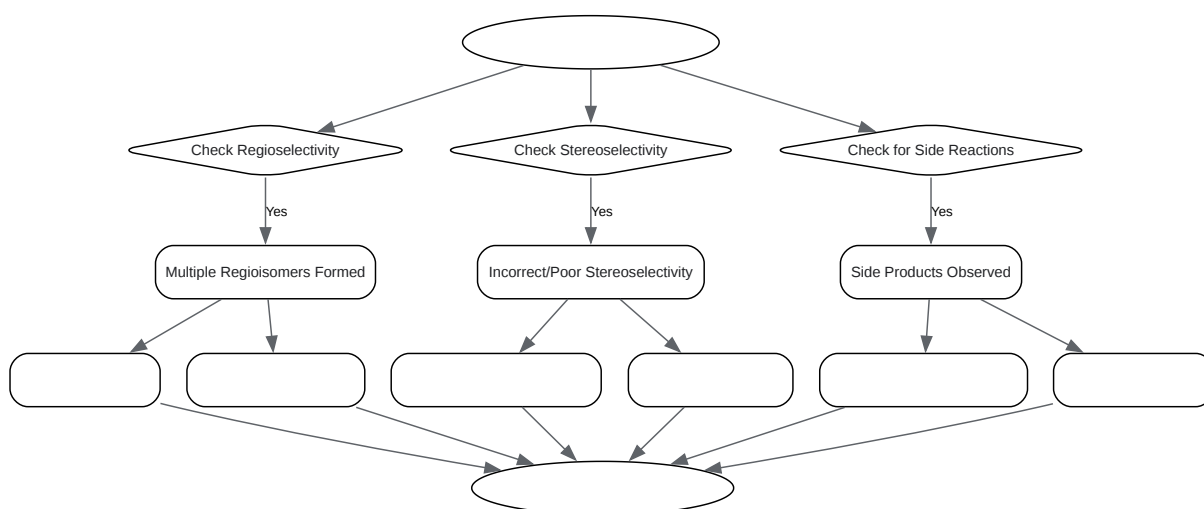 Check Regioselectivity
Check Stereoselectivity
Check for Side Reactions
Yes
Yes
Yes
Multiple Regioisomers Formed
Incorrect/Poor Stereoselectivity
Side Products Observed